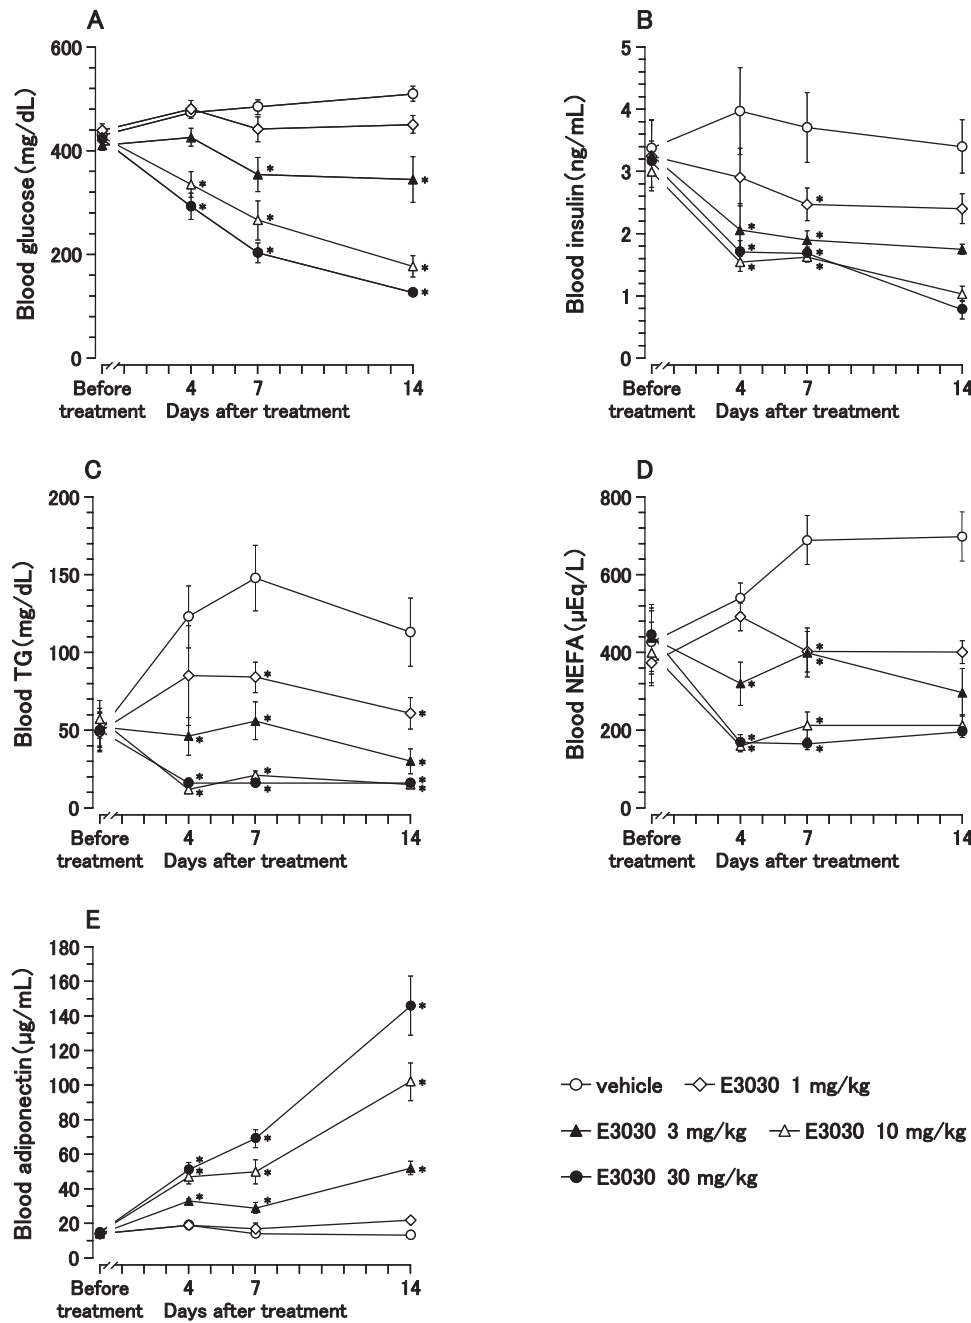 A
600
400
200
0
Blood glucose (mg/dL)
Before treatment
4
7
14
Days after treatment
B
5
4
3
2
1
0
Blood insulin (ng/mL)
Before treatment
4
7
14
Days after treatment
C
200
150
100
50
0
Blood TG (mg/dL)
Before treatment
4
7
14
Days after treatment
D
800
600
400
200
0
Blood NEFA (μEq/L)
Before treatment
4
7
14
Days after treatment
E
180
160
140
120
100
80
60
40
20
0
Blood adiponectin (μg/mL)
Before treatment
4
7
14
Days after treatment
vehicle
E3030 1 mg/kg
E3030 3 mg/kg
E3030 10 mg/kg
E3030 30 mg/kg